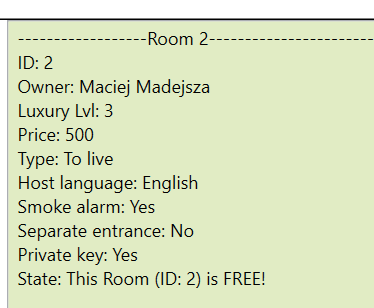 ------------------Room 2-----------------------
ID: 2
Owner: Maciej Madejsza
Luxury Lvl: 3
Price: 500
Type: To live
Host language: English
Smoke alarm: Yes
Separate entrance: No
Private key: Yes
State: This Room (ID: 2) is FREE!